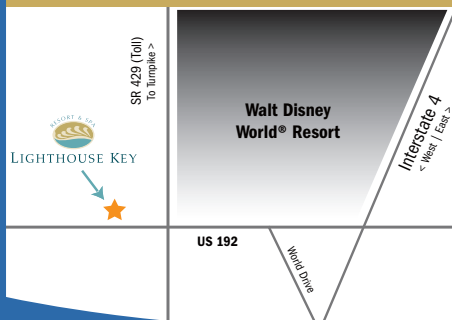 SR 429 (Toll)
To Turnpike >
Walt Disney
World® Resort
Interstate 4
< West | East >
RESORT & SPA
LIGHTHOUSE KEY
US 192
World Drive